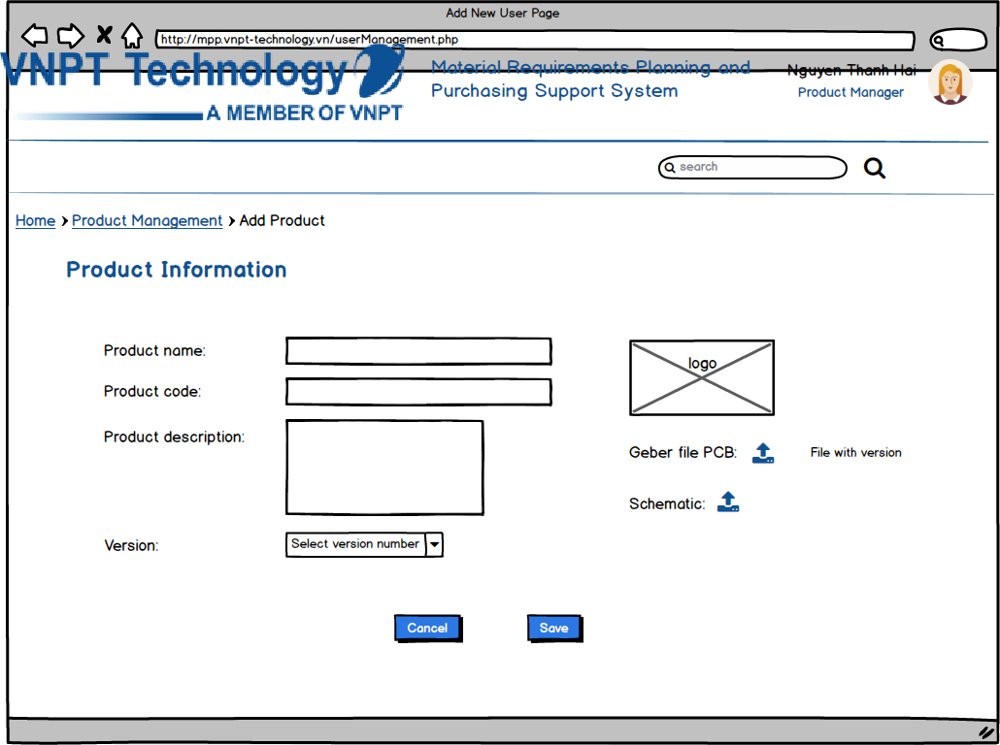 Add New User Page
http://mpp.vnpt-technology.vn/userManagement.php
VNPT Technology
A MEMBER OF VNPT
Material Requirements Planning and
Purchasing Support System
Nguyen Thanh Hai
Product Manager
search
Home Product Management Add Product
Product Information
Product name:
logo
Product code:
Product description:
Geber file PCB: File with version
Schematic:
Version: Select version number
Cancel Save